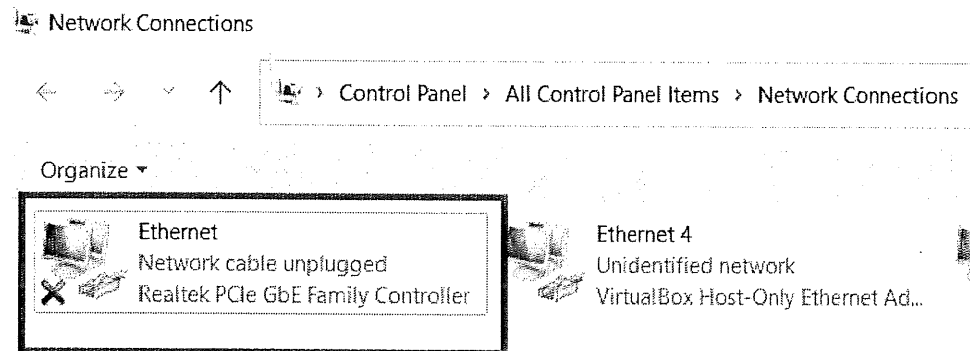 Network Connections
Control Panel › All Control Panel Items › Network Connections
Organize
Ethernet
Network cable unplugged
Realtek PCIe GbE Family Controller
Ethernet 4
Unidentified network
VirtualBox Host-Only Ethernet Ad...